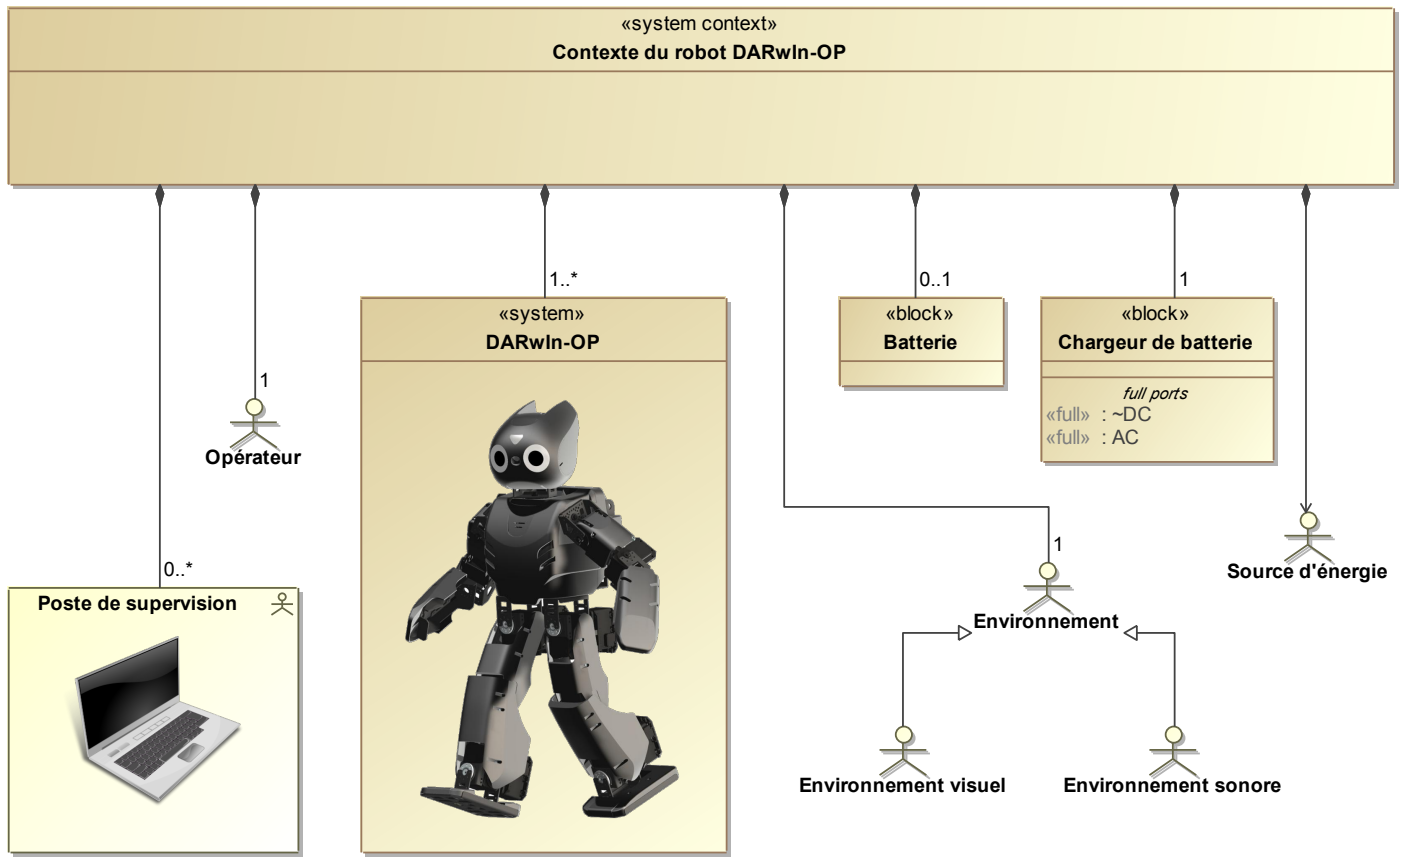 «system context»
Contexte du robot DARwIn-OP
1..*
0..1
1
«system»
DARwIn-OP
«block»
Batterie
«block»
Chargeur de batterie
full ports
«full» : ~DC
«full» : AC
1
Opérateur
0..*
Poste de supervision
1
Environnement
Source d'énergie
Environnement visuel
Environnement sonore